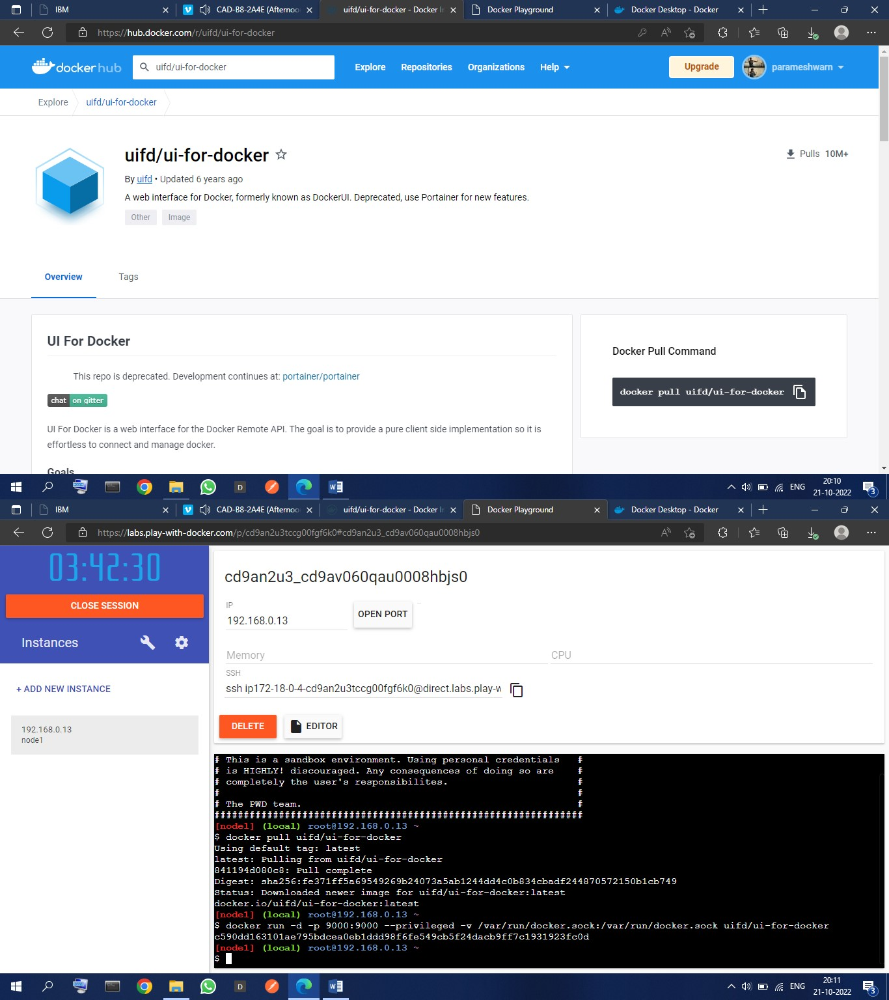 IBM
CAD-B8-2A4E (Afternoo
uifd/ui-for-docker - Docker
Docker Playground
Docker Desktop - Docker
https://hub.docker.com/r/uifd/ui-for-docker
dockerhub
uifd/ui-for-docker
Explore
Repositories
Organizations
Help
Upgrade
parameshwarn
Explore
uifd/ui-for-docker
uifd/ui-for-docker
Pulls 10M+
By uifd • Updated 6 years ago
A web interface for Docker, formerly known as DockerUI. Deprecated, use Portainer for new features.
Other
Image
Overview
Tags
UI For Docker
This repo is deprecated. Development continues at: portainer/portainer
chat on gitter
UI For Docker is a web interface for the Docker Remote API. The goal is to provide a pure client side implementation so it is
effortless to connect and manage docker.
Goals
Docker Pull Command
docker pull uifd/ui-for-docker
ENG
20:10
21-10-2022
3
IBM
CAD-B8-2A4E (Afternoo
uifd/ui-for-docker - Docker
Docker Playground
Docker Desktop - Docker
https://labs.play-with-docker.com/p/cd9an2u3tccg00fgf6k0#cd9an2u3_cd9av060qau0008hbjs0
03:42:30
CLOSE SESSION
Instances
+ ADD NEW INSTANCE
192.168.0.13
node1
cd9an2u3_cd9av060qau0008hbjs0
IP
192.168.0.13
OPEN PORT
Memory
CPU
SSH
ssh ip172-18-0-4-cd9an2u3tccg00fgf6k0@direct.labs.play-w
DELETE
EDITOR
# This is a sandbox environment. Using personal credentials #
# is HIGHLY! discouraged. Any consequences of doing so are #
# completely the user's responsibilites. #
# #
# The PWD team. #
###############################################################
[node1] (local) root@192.168.0.13 ~
$ docker pull uifd/ui-for-docker
Using default tag: latest
latest: Pulling from uifd/ui-for-docker
841194d080c8: Pull complete
Digest: sha256:fe371ff5a69549269b24073a5ab1244dd4c0b834cbadf244870572150b1cb749
Status: Downloaded newer image for uifd/ui-for-docker:latest
docker.io/uifd/ui-for-docker:latest
[node1] (local) root@192.168.0.13 ~
$ docker run -d -p 9000:9000 --privileged -v /var/run/docker.sock:/var/run/docker.sock uifd/ui-for-docker
c590dd163101ae795bdcea0eb1ddd98f6fe549cb5f24dacb9ff7c1931923fc0d
[node1] (local) root@192.168.0.13 ~
$
ENG
20:11
21-10-2022
3